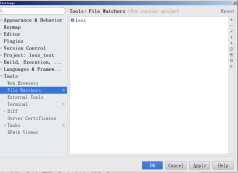 Settings
Appearance & Behavior
Keymap
Editor
Plugins
Version Control
Project: less_test
Build, Execution, ...
Languages & Framew...
Tools
Web Browsers
File Watchers
External Tools
Terminal
Diff
Server Certificates
Tasks
XPath Viewer
Tools › File Watchers For current project
Reset
Less
OK
Cancel
Apply
Help